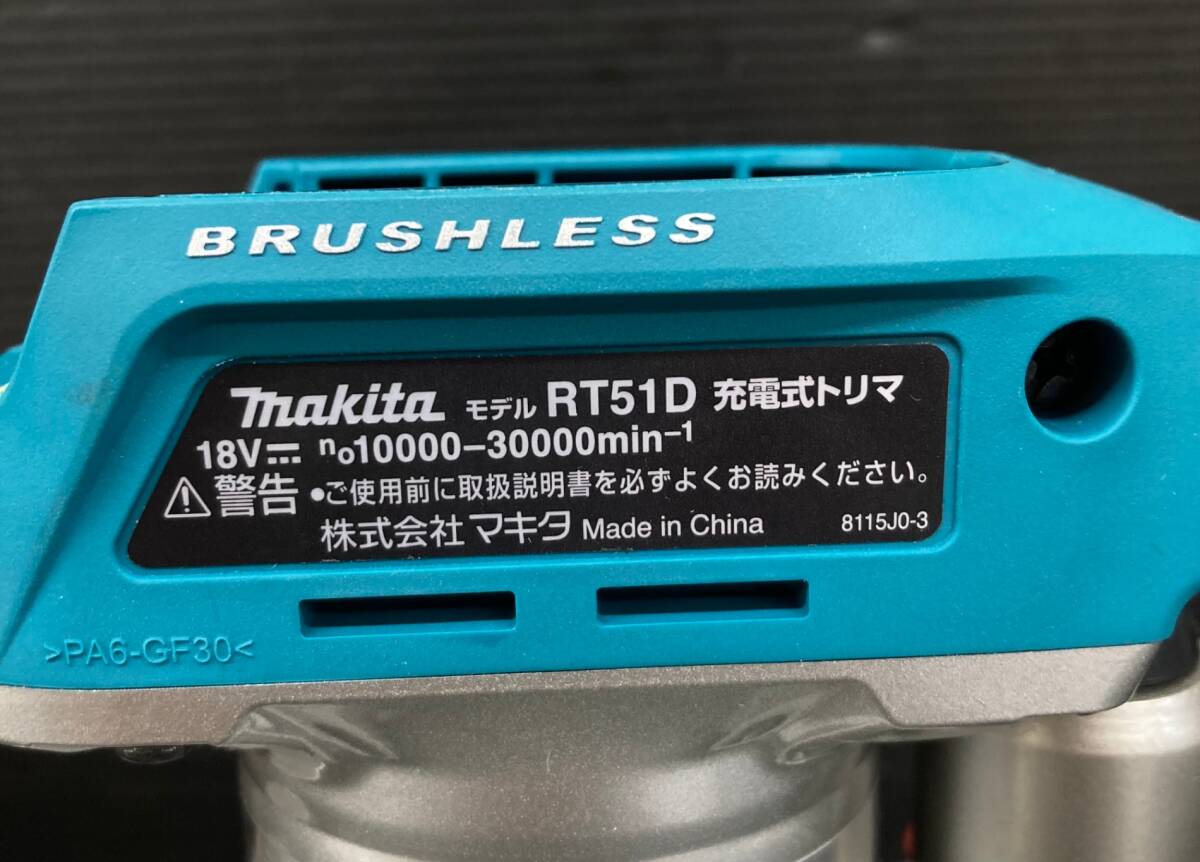 BRUSHLESS
makita モデル RT51D 充電式トリマ
18V⎓ n₀10000-30000min⁻¹
⚠警告 •ご使用前に取扱説明書を必ずよくお読みください。
株式会社 マキタ Made in China 8115J0-3
>PA6-GF30<